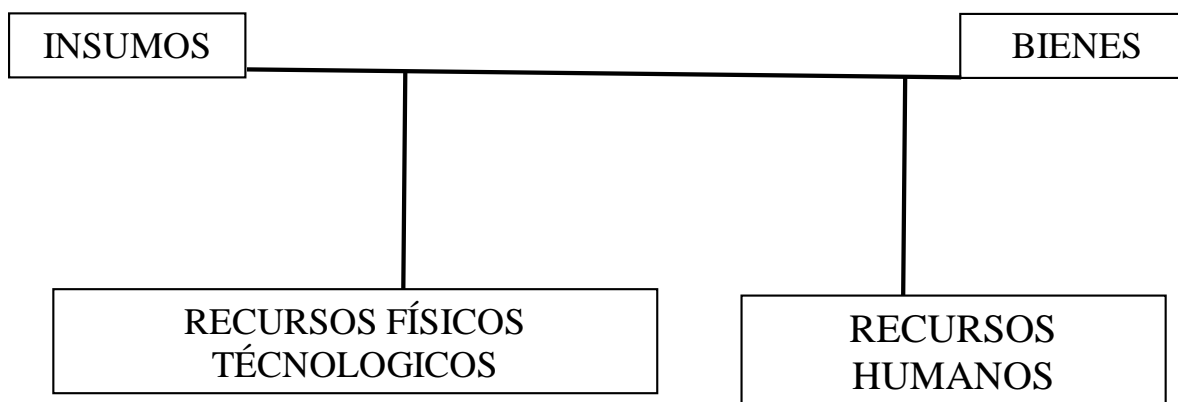 INSUMOS
BIENES
RECURSOS FÍSICOS
TÉCNOLOGICOS
RECURSOS
HUMANOS